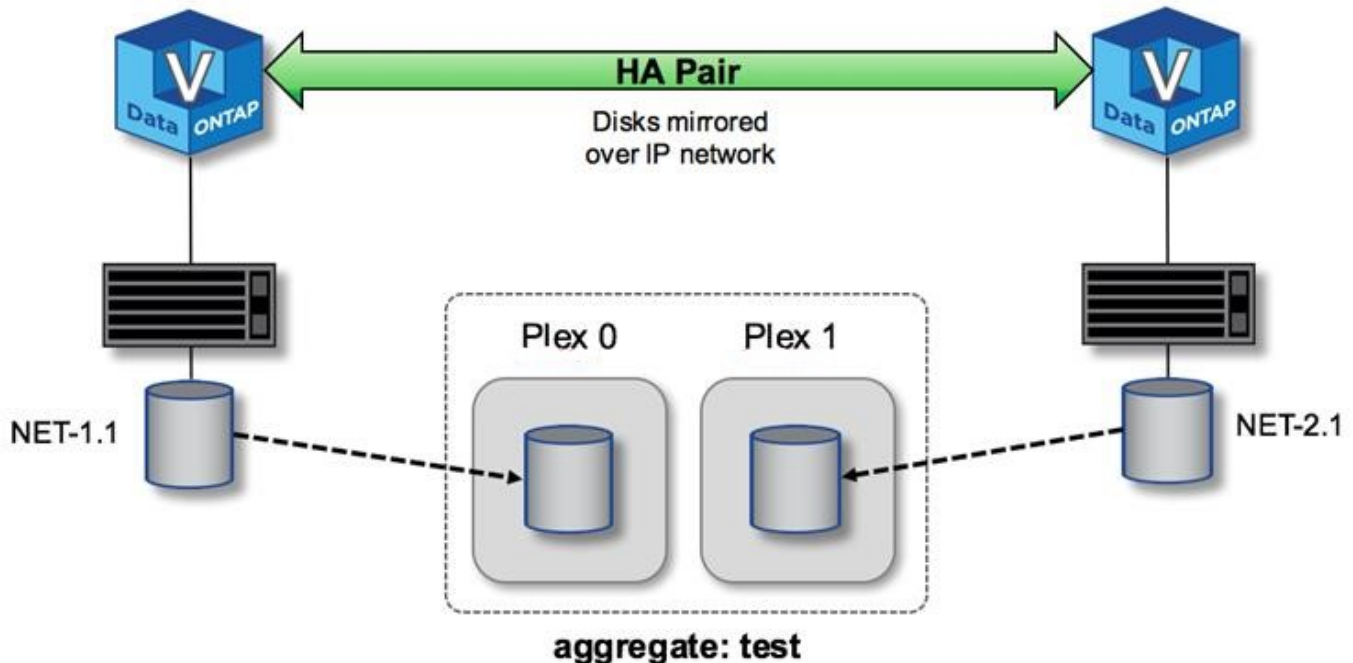 V
Data ONTAP
HA Pair
Disks mirrored
over IP network
V
Data ONTAP
Plex 0
Plex 1
NET-1.1
NET-2.1
aggregate: test